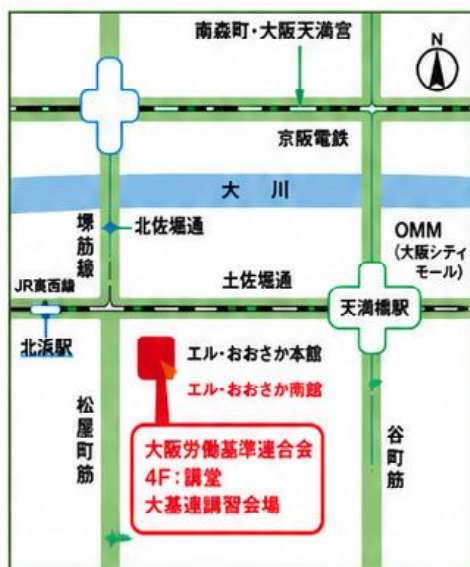 南森町・大阪天満宮
N
京阪電鉄
大 川
堺筋線
北佐堀通
OMM
(大阪シティ
モール)
土佐堀通
JR高西線
天満橋駅
北浜駅
エル・おおさか本館
エル・おおさか南館
松屋町筋
谷町筋
大阪労働基準連合会
4F:講堂
大基連講習会場